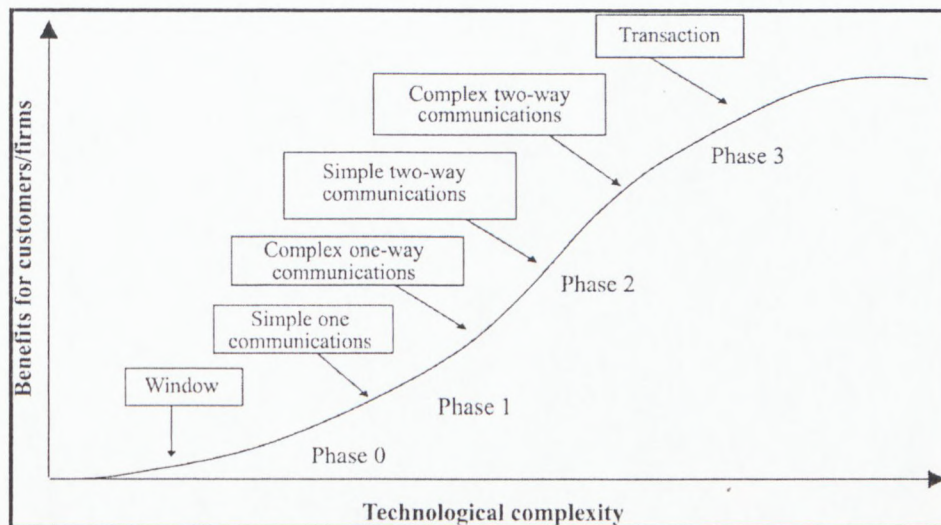 Transaction
Complex two-way
communications
Phase 3
Simple two-way
communications
Complex one-way
communications
Phase 2
Simple one
communications
Window
Phase 1
Phase 0
Benefits for customers/firms
Technological complexity